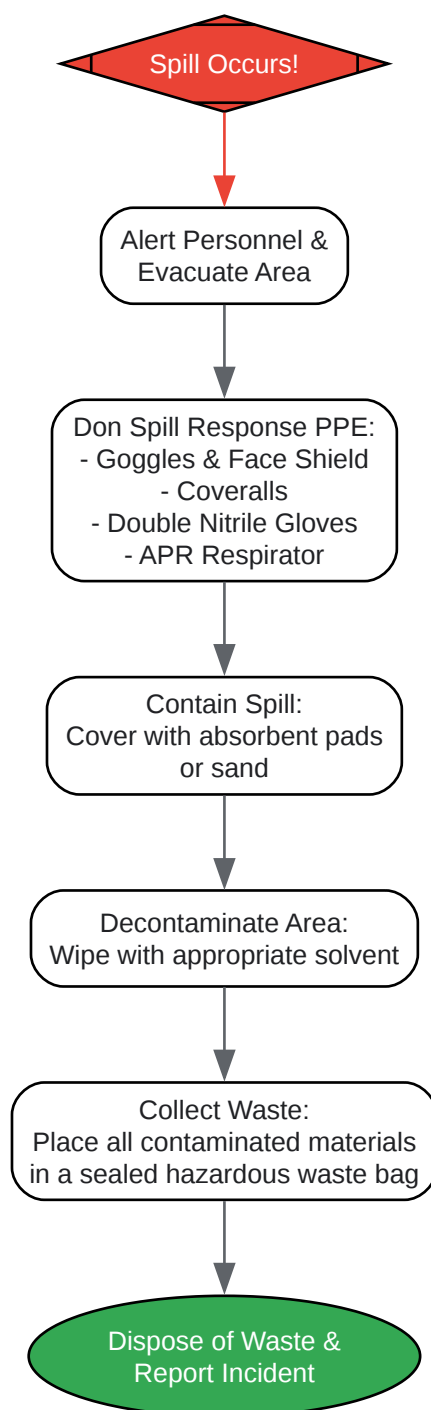 Spill Occurs!
Alert Personnel &
Evacuate Area
Don Spill Response PPE:
- Goggles & Face Shield
- Coveralls
- Double Nitrile Gloves
- APR Respirator
Contain Spill:
Cover with absorbent pads
or sand
Decontaminate Area:
Wipe with appropriate solvent
Collect Waste:
Place all contaminated materials
in a sealed hazardous waste bag
Dispose of Waste &
Report Incident